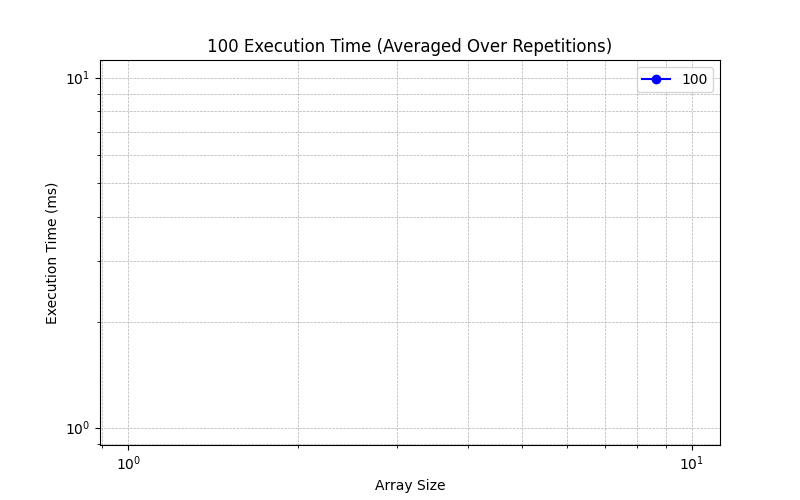 100 Execution Time (Averaged Over Repetitions)
100
Execution Time (ms)
10¹
10⁰
10⁰ 10¹
Array Size